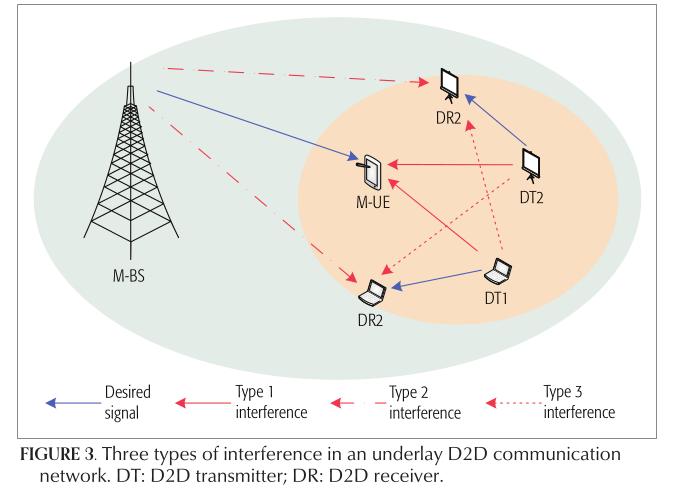 DR2
M-UE
DT2
M-BS
DT1
DR2
Desired
signal
Type 1
interference
Type 2
interference
Type 3
interference
FIGURE 3. Three types of interference in an underlay D2D communication
network. DT: D2D transmitter; DR: D2D receiver.